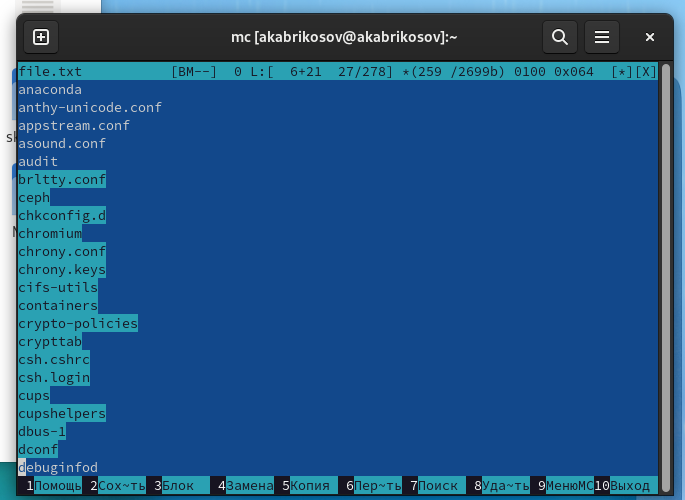 mc [akabrikosov@akabrikosov]:~
file.txt [BM--] 0 L:[ 6+21 27/278] *(259 /2699b) 0100 0x064 [*][X]
anaconda
anthy-unicode.conf
appstream.conf
asound.conf
audit
brltty.conf
ceph
chkconfig.d
chromium
chrony.conf
chrony.keys
cifs-utils
containers
crypto-policies
crypttab
csh.cshrc
csh.login
cups
cupshelpers
dbus-1
dconf
debuginfod
1Помощь 2Сох~ть 3Блок 4Замена 5Копия 6Пер~ть 7Поиск 8Уда~ть 9МенюMC 10Выход